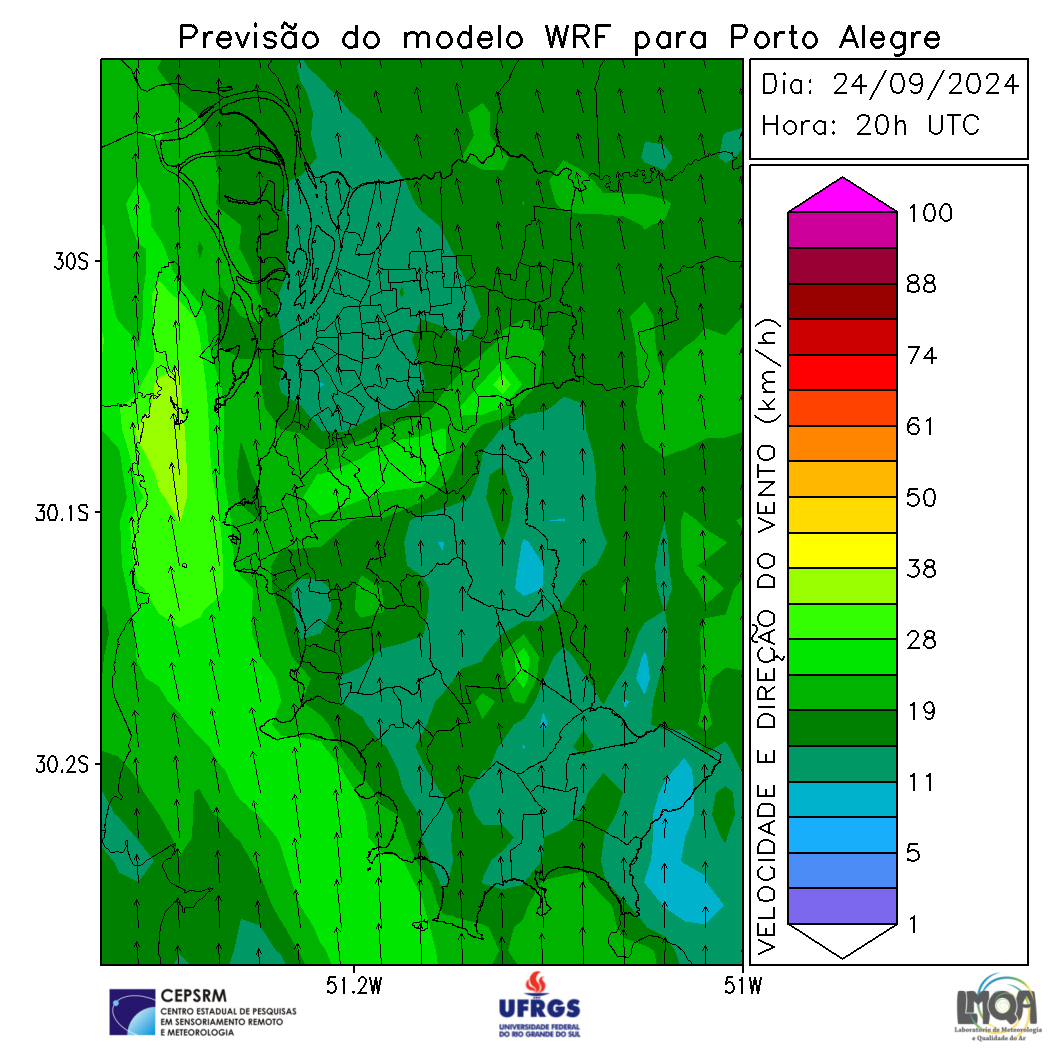 Previsão do modelo WRF para Porto Alegre
Dia: 24/09/2024
Hora: 20h UTC
30S
30.1S
30.2S
51.2W
51W
VELOCIDADE E DIREÇÃO DO VENTO (km/h)
100
88
74
61
50
38
28
19
11
5
1
CEPSRM
CENTRO ESTADUAL DE PESQUISAS
EM SENSORIAMENTO REMOTO
E METEOROLOGIA
UFRGS
UNIVERSIDADE FEDERAL
DO RIO GRANDE DO SUL
LMQA
Laboratório de Meteorologia
e Qualidade do Ar